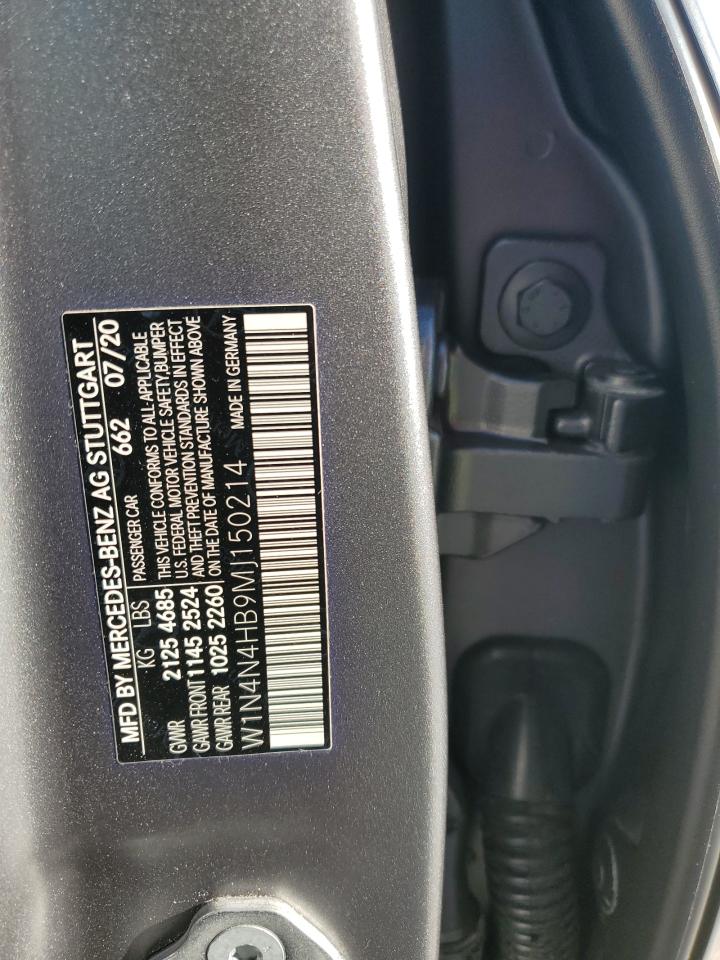 MFD BY MERCEDES-BENZ AG STUTTGART
KG LBS 662 07/20
GVWR 2125 4685 PASSENGER CAR
GAWR FRONT 1145 2524
GAWR REAR 1025 2260
THIS VEHICLE CONFORMS TO ALL APPLICABLE
U.S. FEDERAL MOTOR VEHICLE SAFETY,BUMPER
AND THEFT PREVENTION STANDARDS IN EFFECT
ON THE DATE OF MANUFACTURE SHOWN ABOVE
W1N4N4HB9MJ150214 MADE IN GERMANY